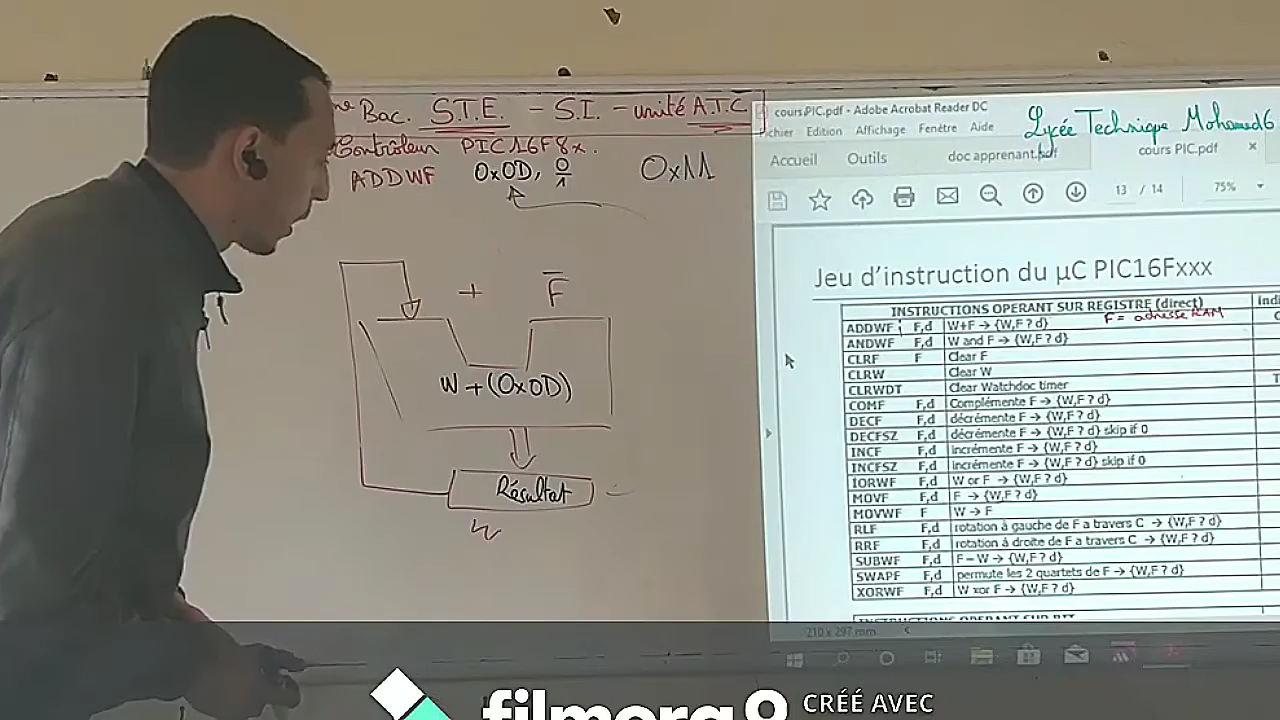 Bac. S.T.E. - S.I. - unité A.T.C
Contrôleur PIC16F8x.
ADDWF 0x0D, 0/1 0x11
+ F
W + (0x0D)
Résultat
W
cours PIC.pdf - Adobe Acrobat Reader DC
Lycée Technique Mohamed 6
Fichier Edition Affichage Fenêtre Aide
Accueil Outils doc apprenant.pdf cours PIC.pdf ×
13 / 14 75%
Jeu d'instruction du µC PIC16Fxxx
INSTRUCTIONS OPERANT SUR REGISTRE (direct)
F = adresse RAM
ADDWF F,d W+F → {W,F ? d}
ANDWF F,d W and F → {W,F ? d}
CLRF F Clear F
CLRW Clear W
CLRWDT Clear Watchdoc timer
COMF F,d Complémente F → {W,F ? d}
DECF F,d décrémente F → {W,F ? d}
DECFSZ F,d décrémente F → {W,F ? d} skip if 0
INCF F,d incrémente F → {W,F ? d}
INCFSZ F,d incrémente F → {W,F ? d} skip if 0
IORWF F,d W or F → {W,F ? d}
MOVF F,d F → {W,F ? d}
MOVWF F W → F
RLF F,d rotation à gauche de F a travers C → {W,F ? d}
RRF F,d rotation à droite de F a travers C → {W,F ? d}
SUBWF F,d F – W → {W,F ? d}
SWAPF F,d permute les 2 quartets de F → {W,F ? d}
XORWF F,d W xor F → {W,F ? d}
210 x 297 mm
CRÉÉ AVEC
filmora9